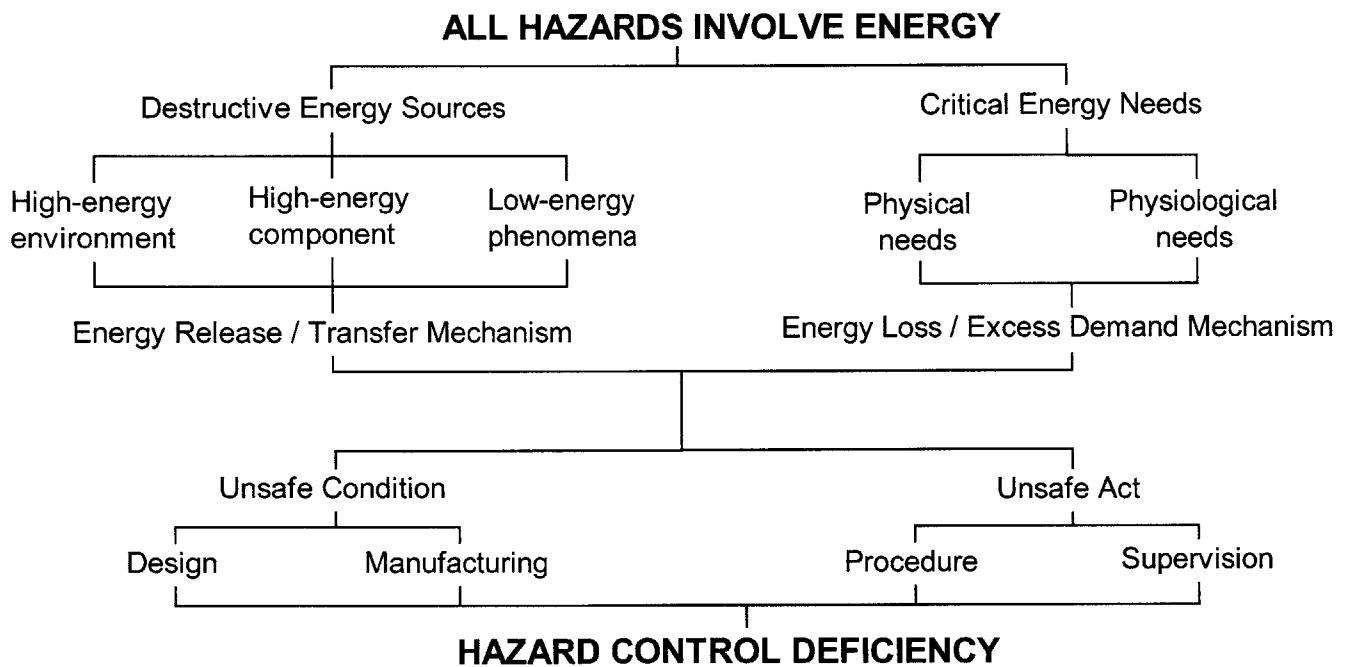 ALL HAZARDS INVOLVE ENERGY
Destructive Energy Sources
Critical Energy Needs
High-energy
environment
High-energy
component
Low-energy
phenomena
Physical
needs
Physiological
needs
Energy Release / Transfer Mechanism
Energy Loss / Excess Demand Mechanism
Unsafe Condition
Unsafe Act
Design
Manufacturing
Procedure
Supervision
HAZARD CONTROL DEFICIENCY